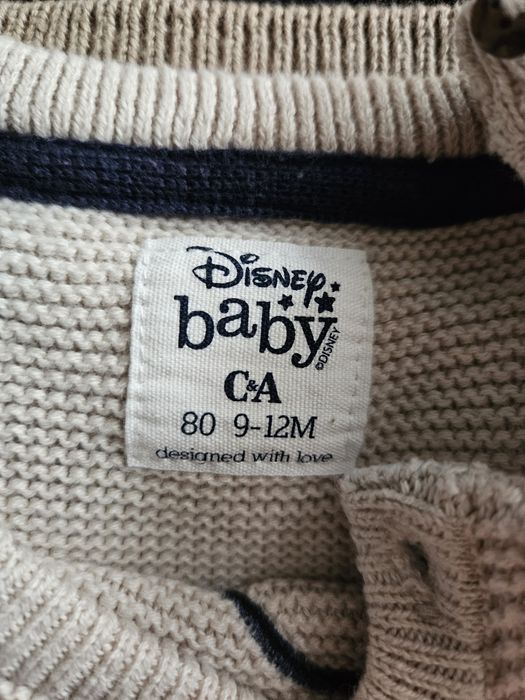 Disney
baby
©DISNEY
C&A
80 9-12M
designed with love